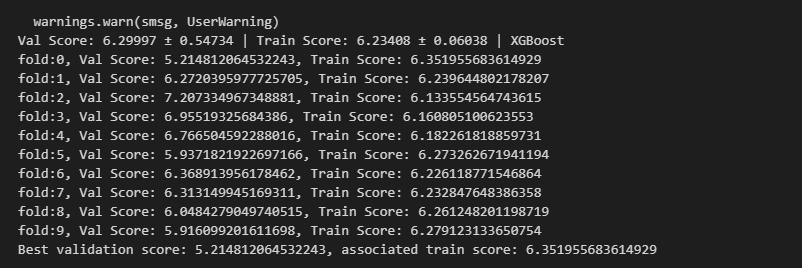 warnings.warn(smsg, UserWarning)
Val Score: 6.29997 ± 0.54734 | Train Score: 6.23408 ± 0.06038 | XGBoost
fold:0, Val Score: 5.214812064532243, Train Score: 6.351955683614929
fold:1, Val Score: 6.2720395977725705, Train Score: 6.239644802178207
fold:2, Val Score: 7.207334967348881, Train Score: 6.133554564743615
fold:3, Val Score: 6.95519325684386, Train Score: 6.160805100623553
fold:4, Val Score: 6.766504592288016, Train Score: 6.182261818859731
fold:5, Val Score: 5.9371821922697166, Train Score: 6.273262671941194
fold:6, Val Score: 6.368913956178462, Train Score: 6.226118771546864
fold:7, Val Score: 6.313149945169311, Train Score: 6.232847648386358
fold:8, Val Score: 6.0484279049740515, Train Score: 6.261248201198719
fold:9, Val Score: 5.916099201611698, Train Score: 6.279123133650754
Best validation score: 5.214812064532243, associated train score: 6.351955683614929